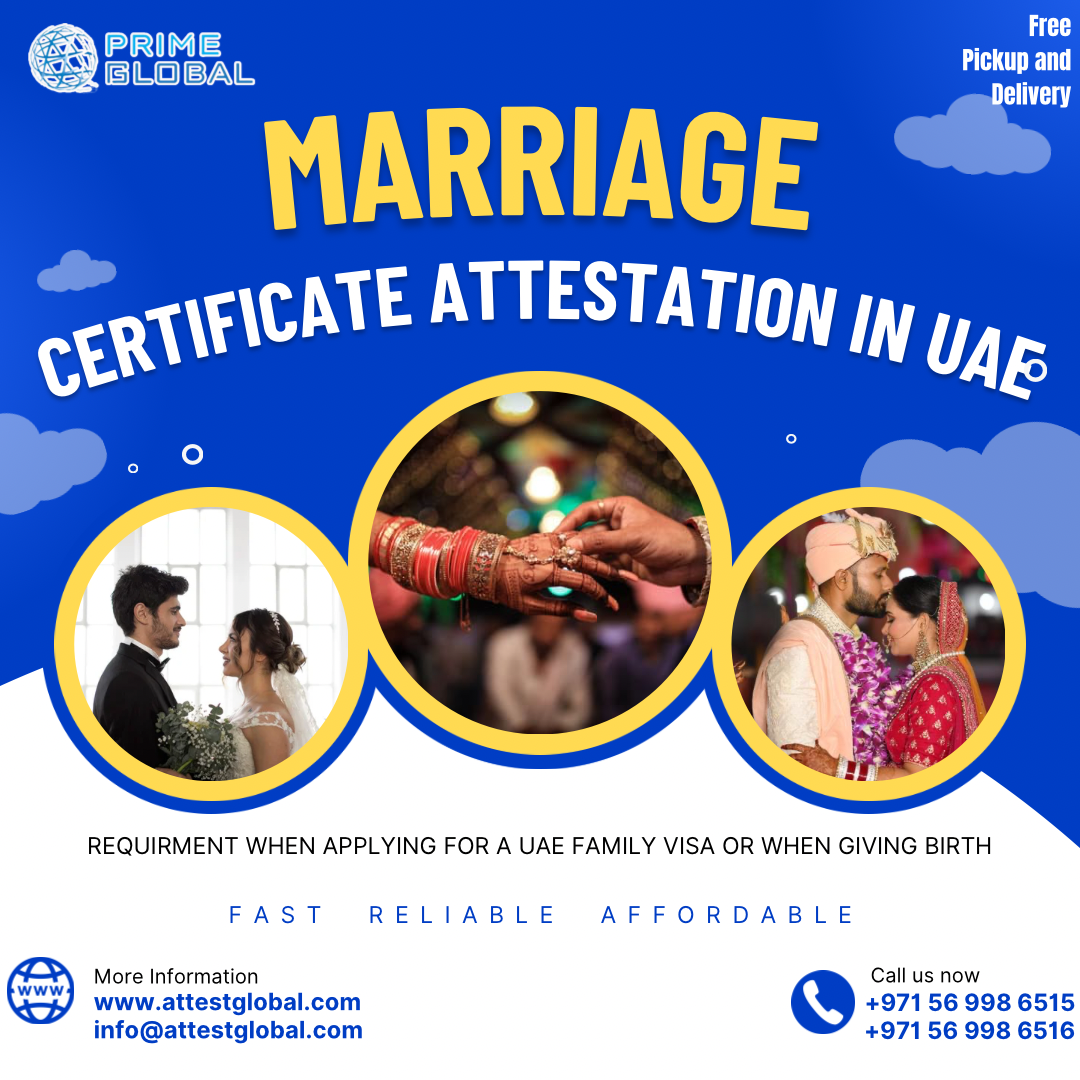 PRIME
GLOBAL
Free
Pickup and
Delivery
MARRIAGE
CERTIFICATE ATTESTATION IN UAE
REQUIRMENT WHEN APPLYING FOR A UAE FAMILY VISA OR WHEN GIVING BIRTH
FAST RELIABLE AFFORDABLE
WWW
More Information
www.attestglobal.com
info@attestglobal.com
Call us now
+971 56 998 6515
+971 56 998 6516